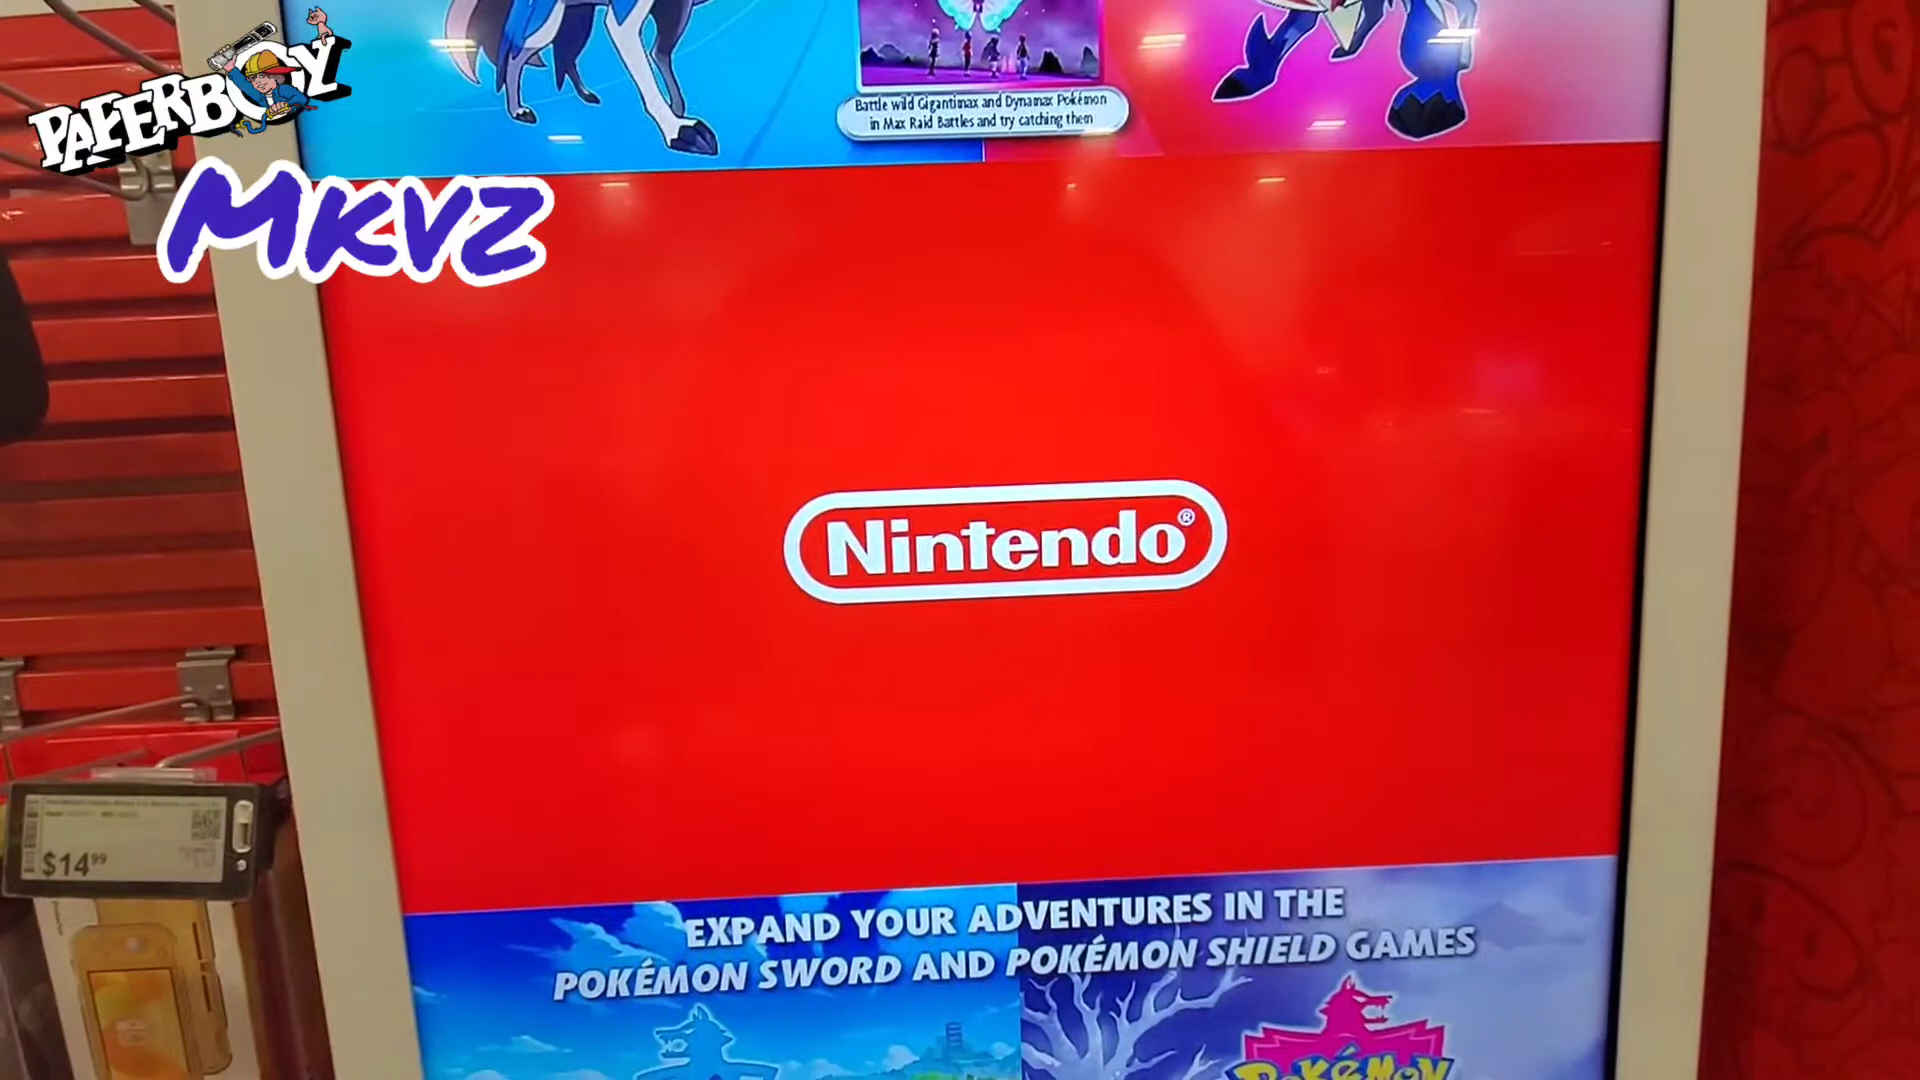 PAPERBOY
MKVZ
Battle wild Gigantimax and Dynamax Pokémon
in Max Raid Battles and try catching them
Nintendo®
$14.99
EXPAND YOUR ADVENTURES IN THE
POKÉMON SWORD AND POKÉMON SHIELD GAMES
POKÉMON